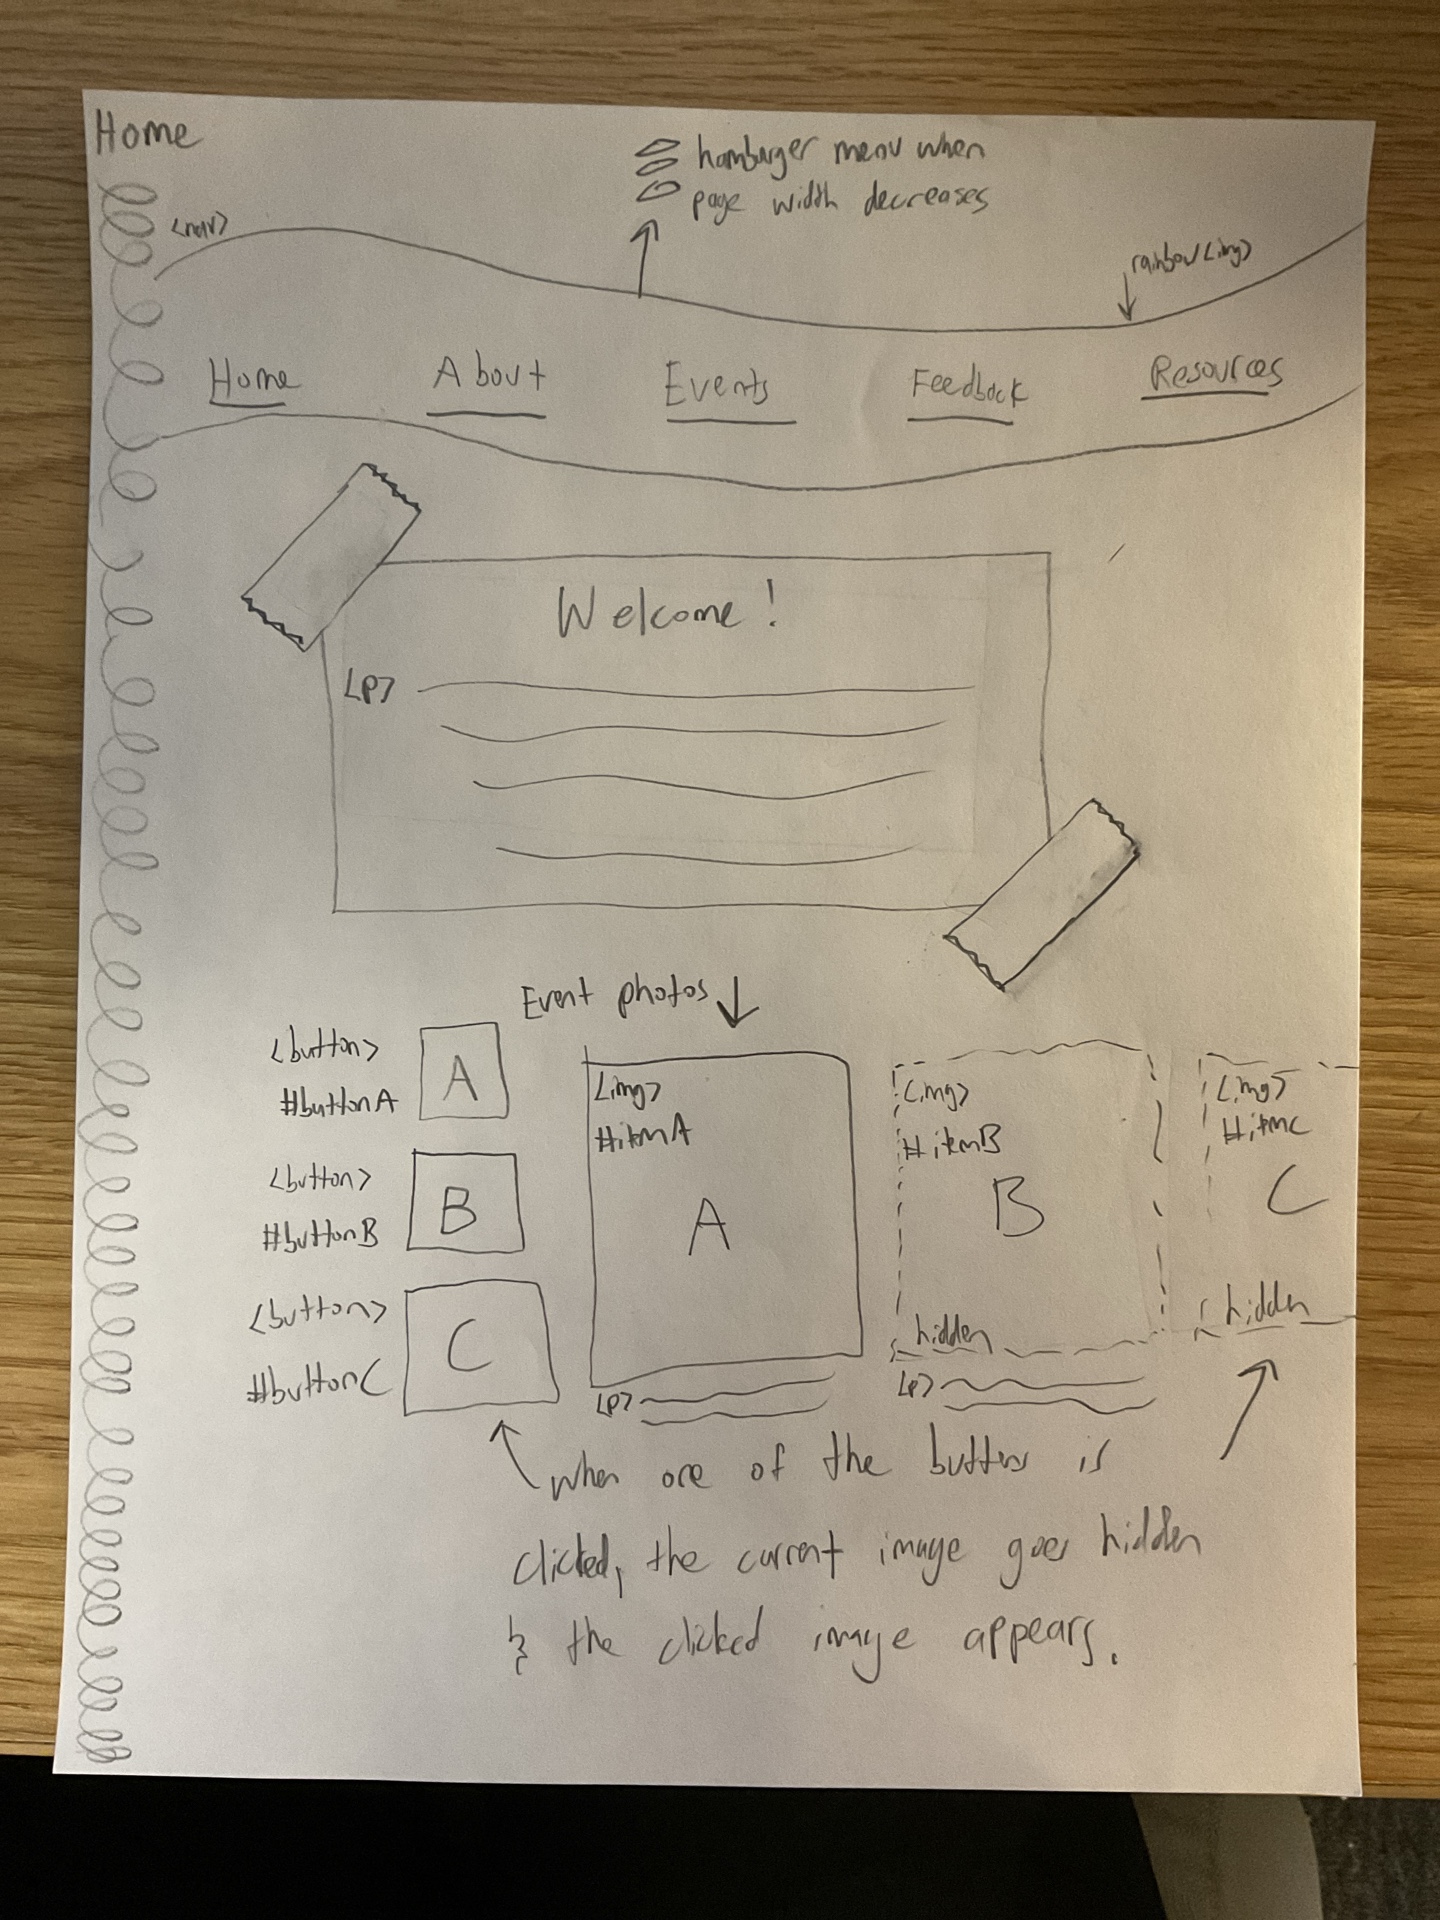 Home
hamburger menu when
page width decreases
<nav>
rainbow <img>
Home About Events Feedback Resources
Welcome!
<p>
Event photos
<button>
#buttonA
A
<button>
#buttonB
B
<button>
#buttonC
C
<img>
#itemA
A
<p>
<img>
#itemB
B
hidden
<p>
<img>
#itemC
C
hidden
when one of the buttons is
clicked, the current image goes hidden
& the clicked image appears.